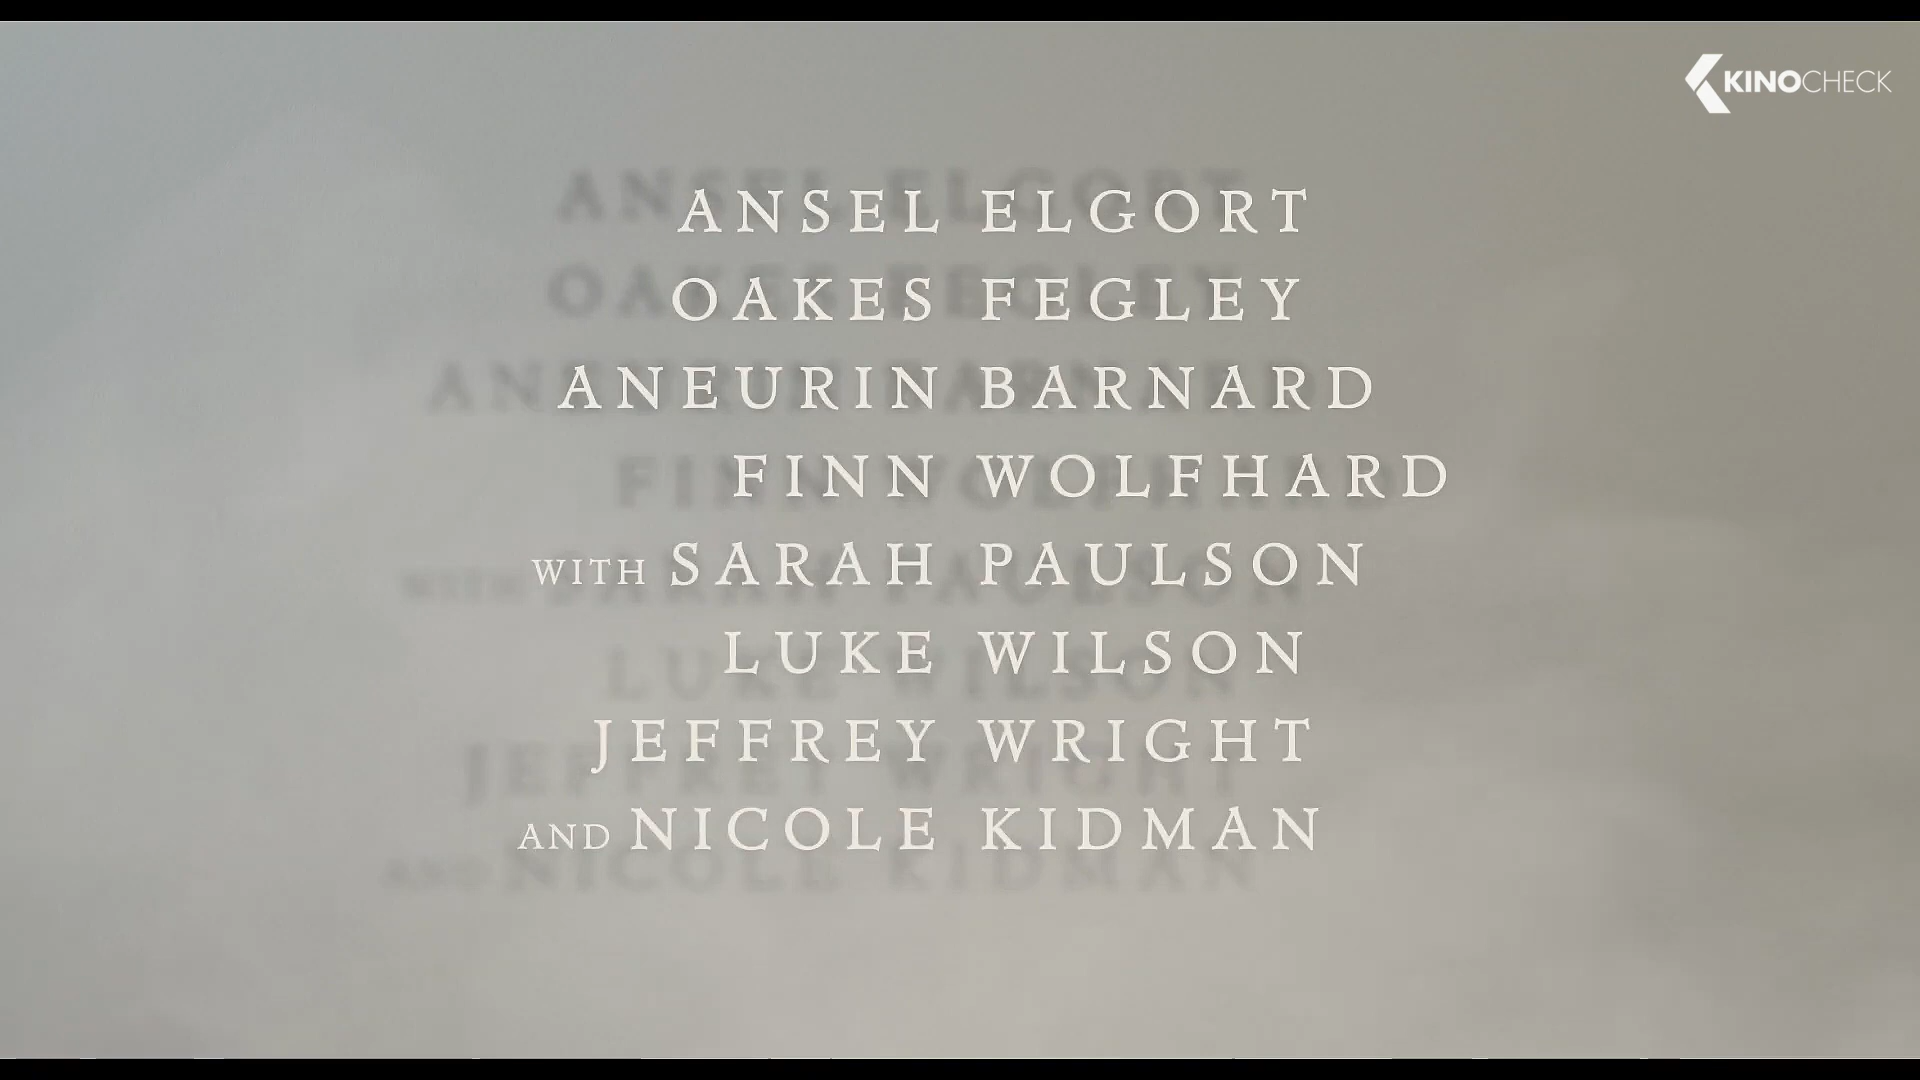 KINOCHECK
ANSEL ELGORT
OAKES FEGLEY
ANEURIN BARNARD
FINN WOLFHARD
WITH SARAH PAULSON
LUKE WILSON
JEFFREY WRIGHT
AND NICOLE KIDMAN